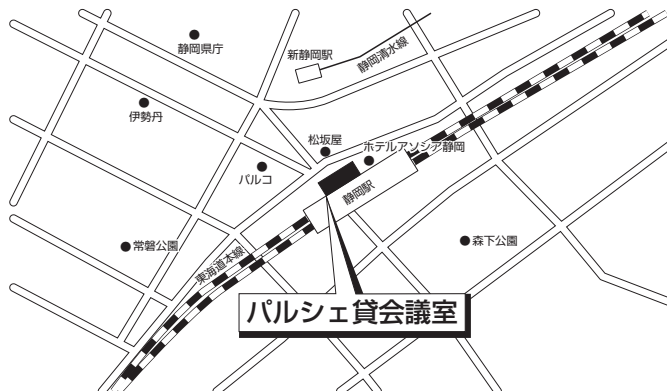 静岡県庁
新静岡駅
静岡清水線
伊勢丹
松坂屋
ホテルアソシア静岡
パルコ
静岡駅
常磐公園
東海道本線
森下公園
パルシェ貸会議室